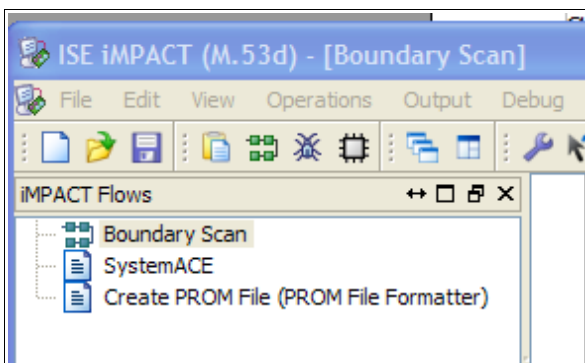 ISE iMPACT (M.53d) - [Boundary Scan]
File Edit View Operations Output Debug
iMPACT Flows
Boundary Scan
SystemACE
Create PROM File (PROM File Formatter)